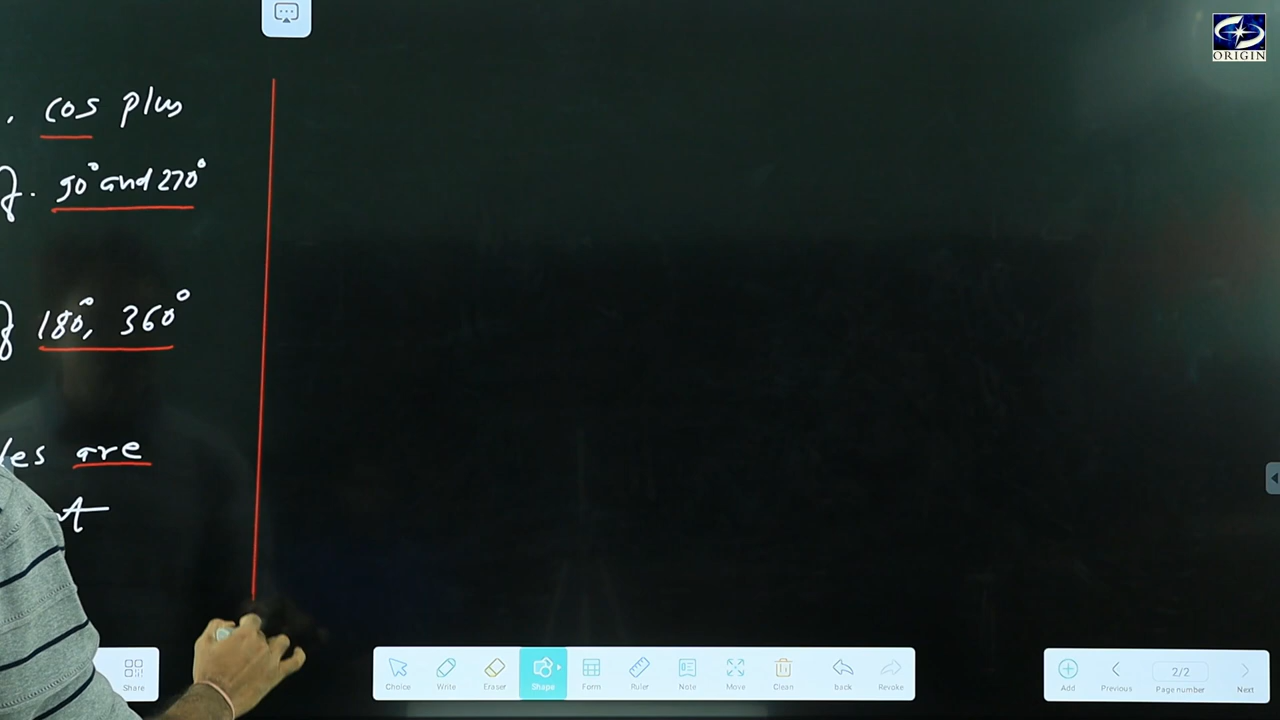 ORIGIN
. cos plus
f. 90° and 270°
f 180°, 360°
les are
A
Share
Choice Write Eraser Shape Form Ruler Note Move Clean back Revoke
Add Previous 2/2 Page number Next